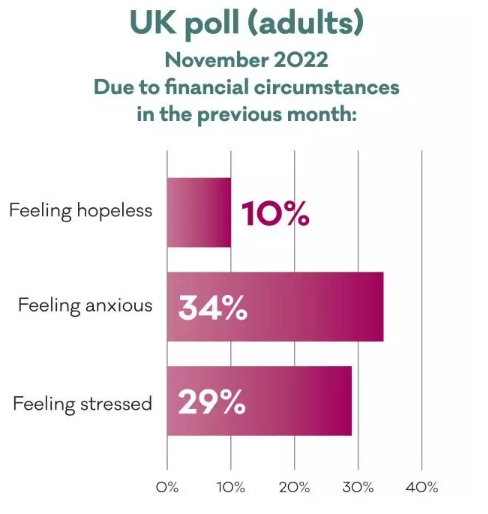 UK poll (adults)
November 2022
Due to financial circumstances
in the previous month:
Feeling hopeless
10%
Feeling anxious
34%
Feeling stressed
29%
0% 10% 20% 30% 40%